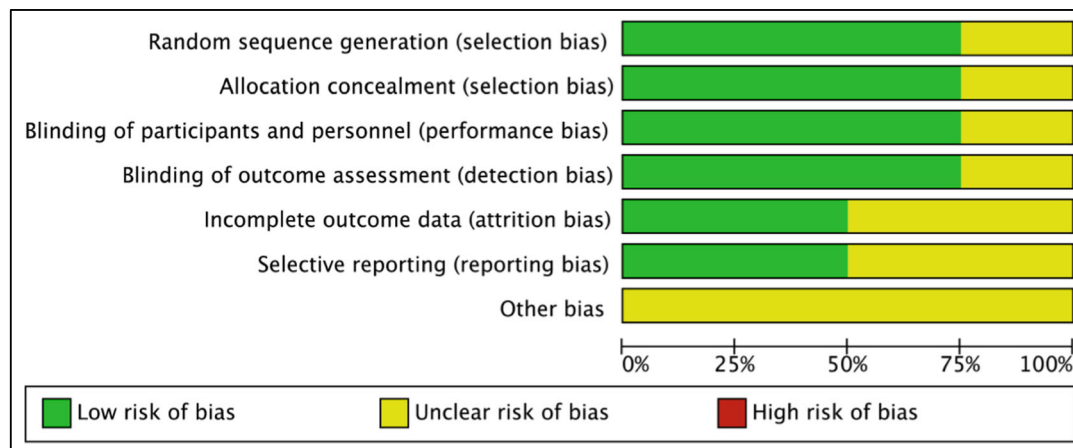 Random sequence generation (selection bias)
Allocation concealment (selection bias)
Blinding of participants and personnel (performance bias)
Blinding of outcome assessment (detection bias)
Incomplete outcome data (attrition bias)
Selective reporting (reporting bias)
Other bias
0% 25% 50% 75% 100%
Low risk of bias Unclear risk of bias High risk of bias